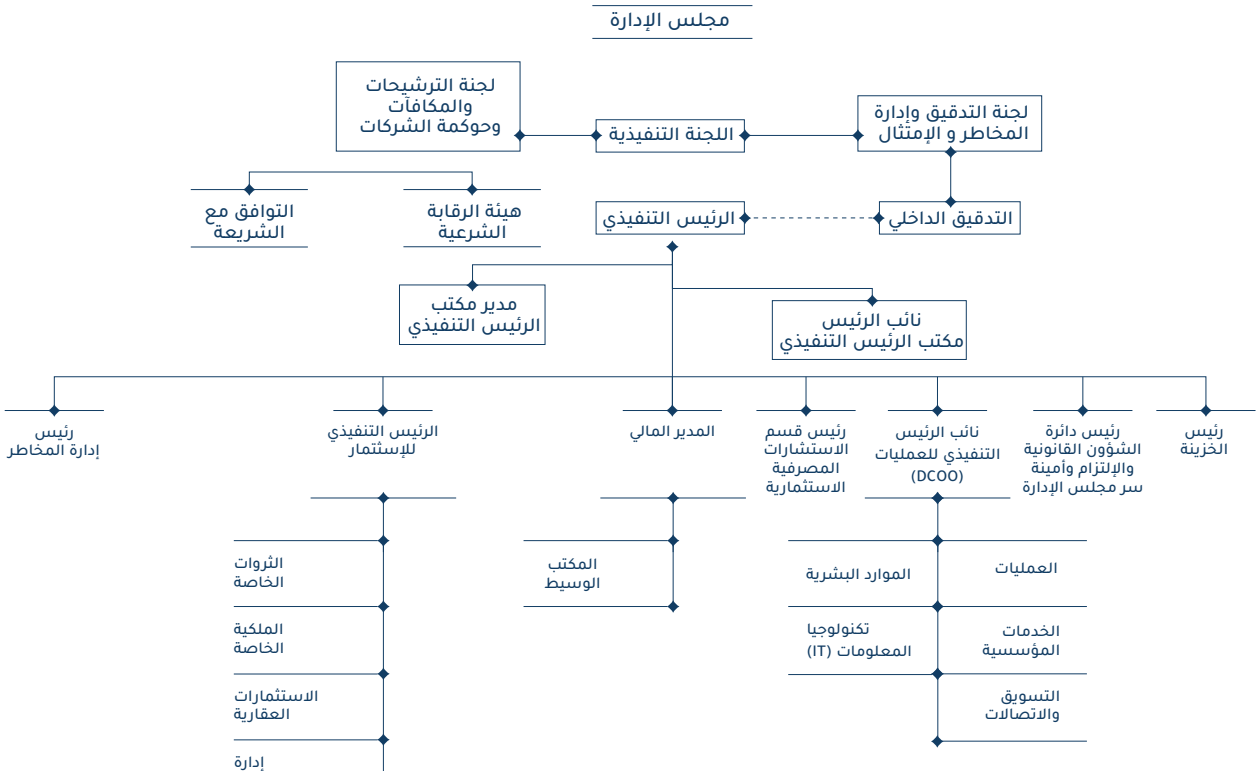 مجلس الإدارة
لجنة التدقيق وإدارة
المخاطر و الإمتثال
اللجنة التنفيذية
لجنة الترشيحات
والمكافآت
وحوكمة الشركات
التدقيق الداخلي
الرئيس التنفيذي
هيئة الرقابة
الشرعية
التوافق مع
الشريعة
نائب الرئيس
مكتب الرئيس التنفيذي
مدير مكتب
الرئيس التنفيذي
رئيس
الخزينة
رئيس دائرة
الشؤون القانونية
والإلتزام وأمينة
سر مجلس الإدارة
نائب الرئيس
التنفيذي للعمليات
(DCOO)
رئيس قسم
الاستشارات
المصرفية
الاستثمارية
المدير المالي
الرئيس التنفيذي
للإستثمار
رئيس
إدارة المخاطر
العمليات
الخدمات
المؤسسية
التسويق
والاتصالات
الموارد البشرية
تكنولوجيا
المعلومات (IT)
المكتب
الوسيط
الثروات
الخاصة
الملكية
الخاصة
الاستثمارات
العقارية
إدارة